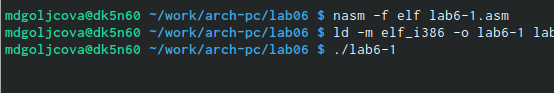 mdgoljcova@dk5n60 ~/work/arch-pc/lab06 $ nasm -f elf lab6-1.asm
mdgoljcova@dk5n60 ~/work/arch-pc/lab06 $ ld -m elf_i386 -o lab6-1 lab
mdgoljcova@dk5n60 ~/work/arch-pc/lab06 $ ./lab6-1